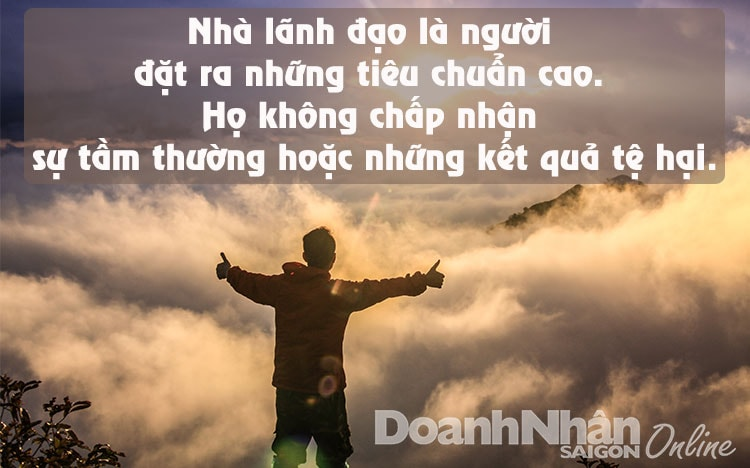 Nhà lãnh đạo là người
đặt ra những tiêu chuẩn cao.
Họ không chấp nhận
sự tầm thường hoặc những kết quả tệ hại.
DoanhNhân
SAIGON Online